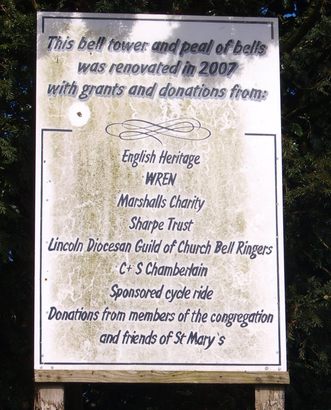 This bell tower and peal of bells
was renovated in 2007
with grants and donations from:
English Heritage
WREN
Marshalls Charity
Sharpe Trust
Lincoln Diocesan Guild of Church Bell Ringers
C+ S Chamberlain
Sponsored cycle ride
Donations from members of the congregation
and friends of St Mary's